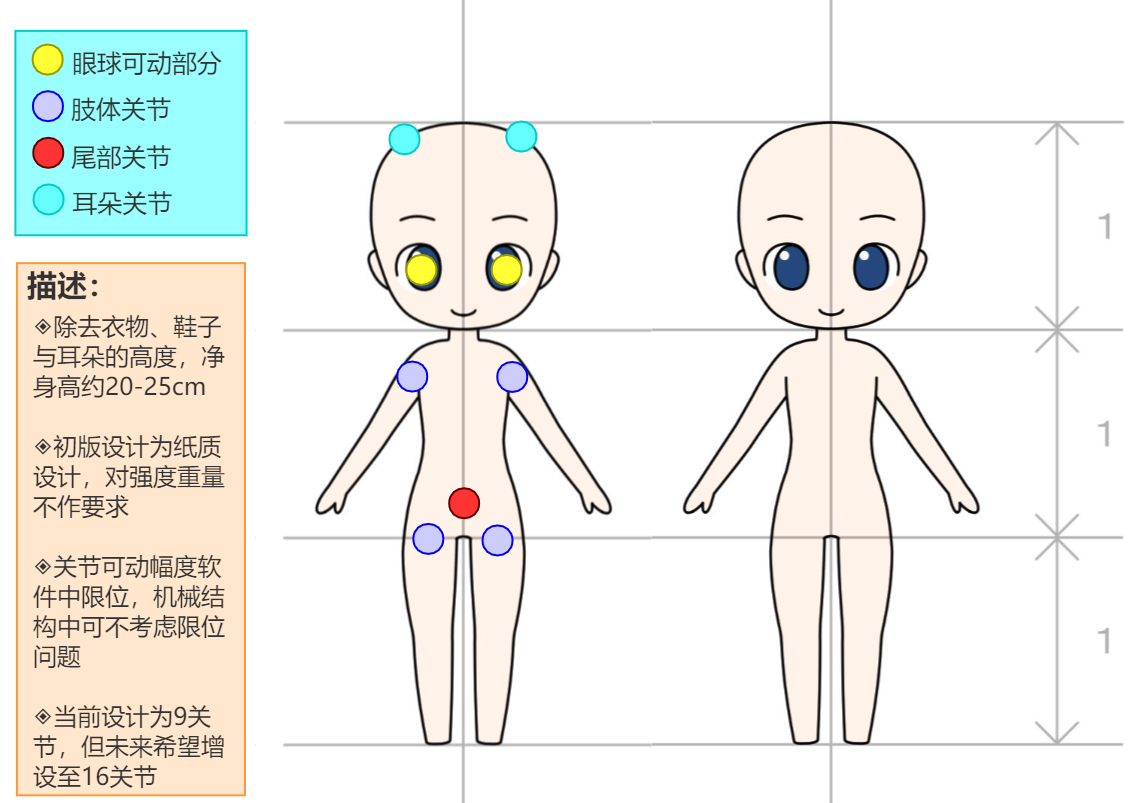 眼球可动部分
肢体关节
尾部关节
耳朵关节
描述：
◈除去衣物、鞋子
与耳朵的高度，净
身高约20-25cm
◈初版设计为纸质
设计，对强度重量
不作要求
◈关节可动幅度软
件中限位，机械结
构中可不考虑限位
问题
◈当前设计为9关
节，但未来希望增
设至16关节
1
1
1